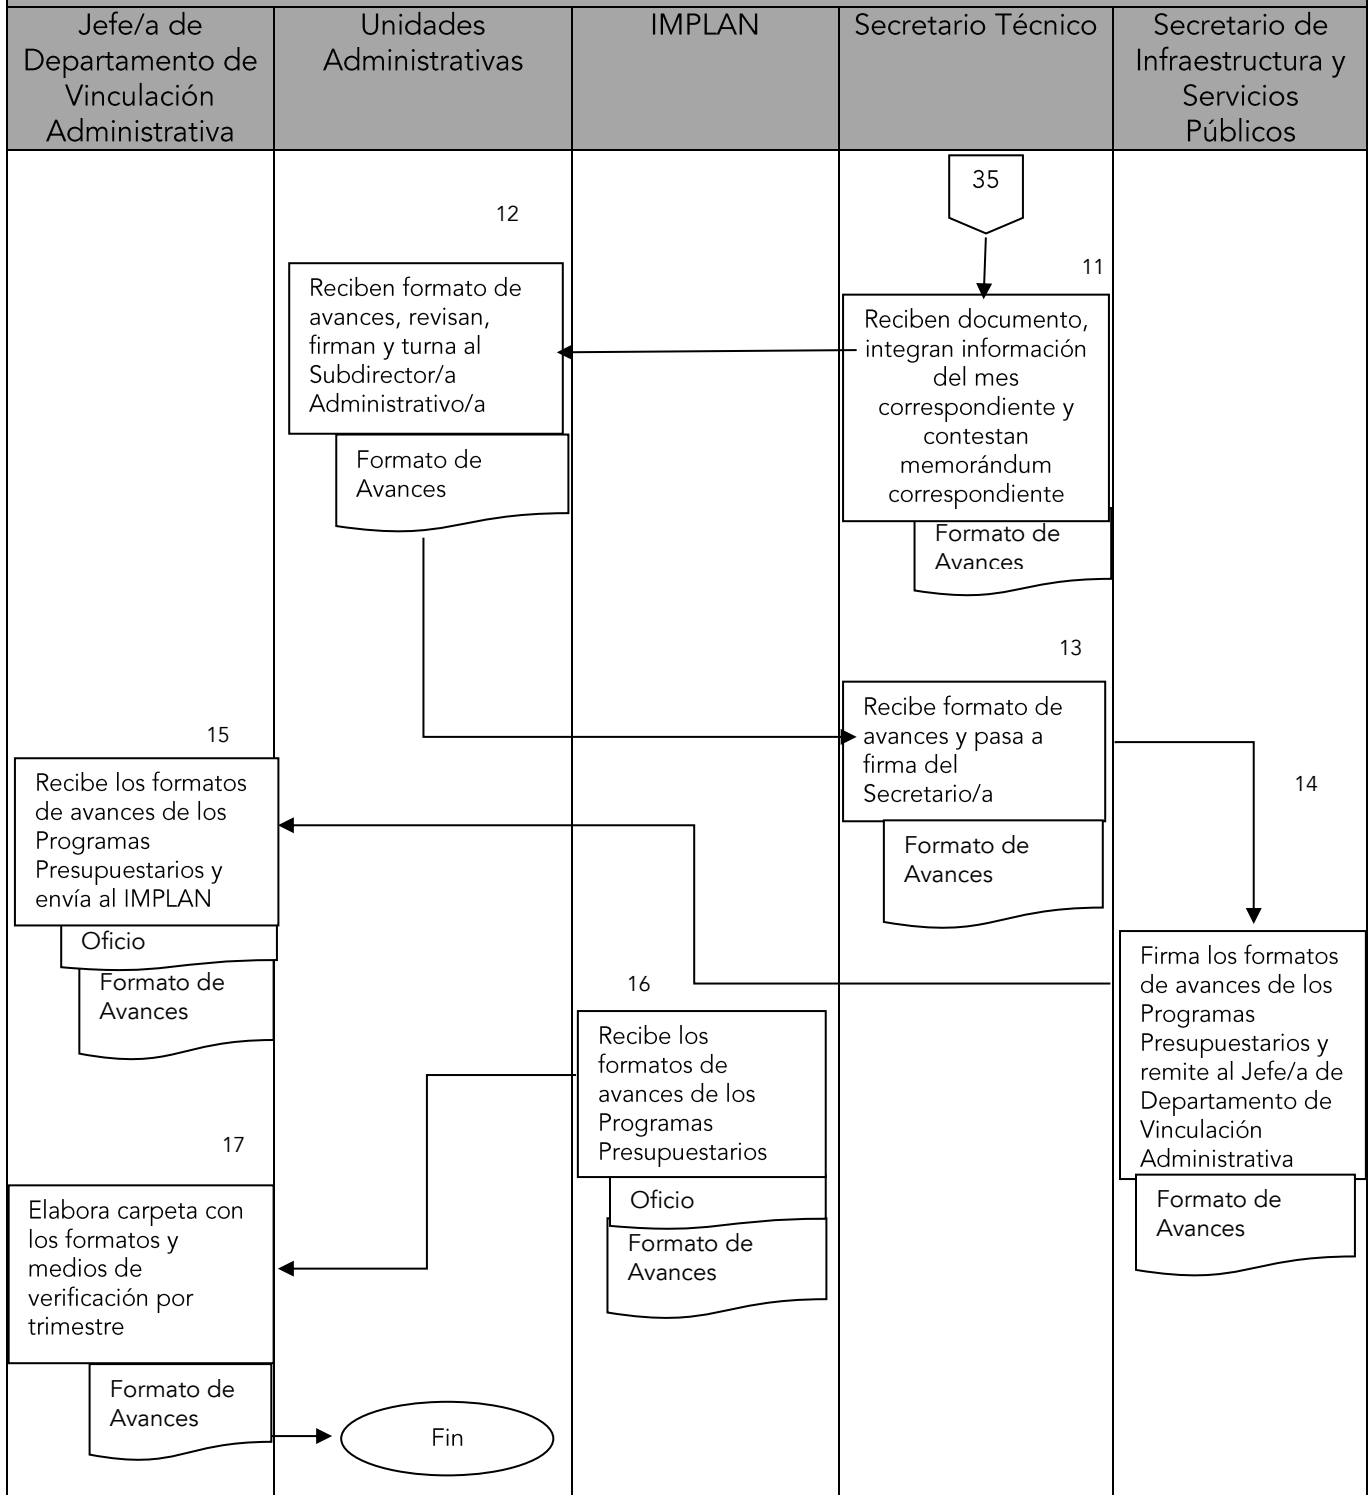 Jefe/a de
Departamento de
Vinculación
Administrativa
Unidades
Administrativas
IMPLAN
Secretario Técnico
Secretario de
Infraestructura y
Servicios
Públicos
35
11
Reciben documento,
integran información
del mes
correspondiente y
contestan
memorándum
correspondiente
Formato de
Avances
12
Reciben formato de
avances, revisan,
firman y turna al
Subdirector/a
Administrativo/a
Formato de
Avances
13
Recibe formato de
avances y pasa a
firma del
Secretario/a
Formato de
Avances
14
Firma los formatos
de avances de los
Programas
Presupuestarios y
remite al Jefe/a de
Departamento de
Vinculación
Administrativa
Formato de
Avances
15
Recibe los formatos
de avances de los
Programas
Presupuestarios y
envía al IMPLAN
Oficio
Formato de
Avances
16
Recibe los
formatos de
avances de los
Programas
Presupuestarios
Oficio
Formato de
Avances
17
Elabora carpeta con
los formatos y
medios de
verificación por
trimestre
Formato de
Avances
Fin